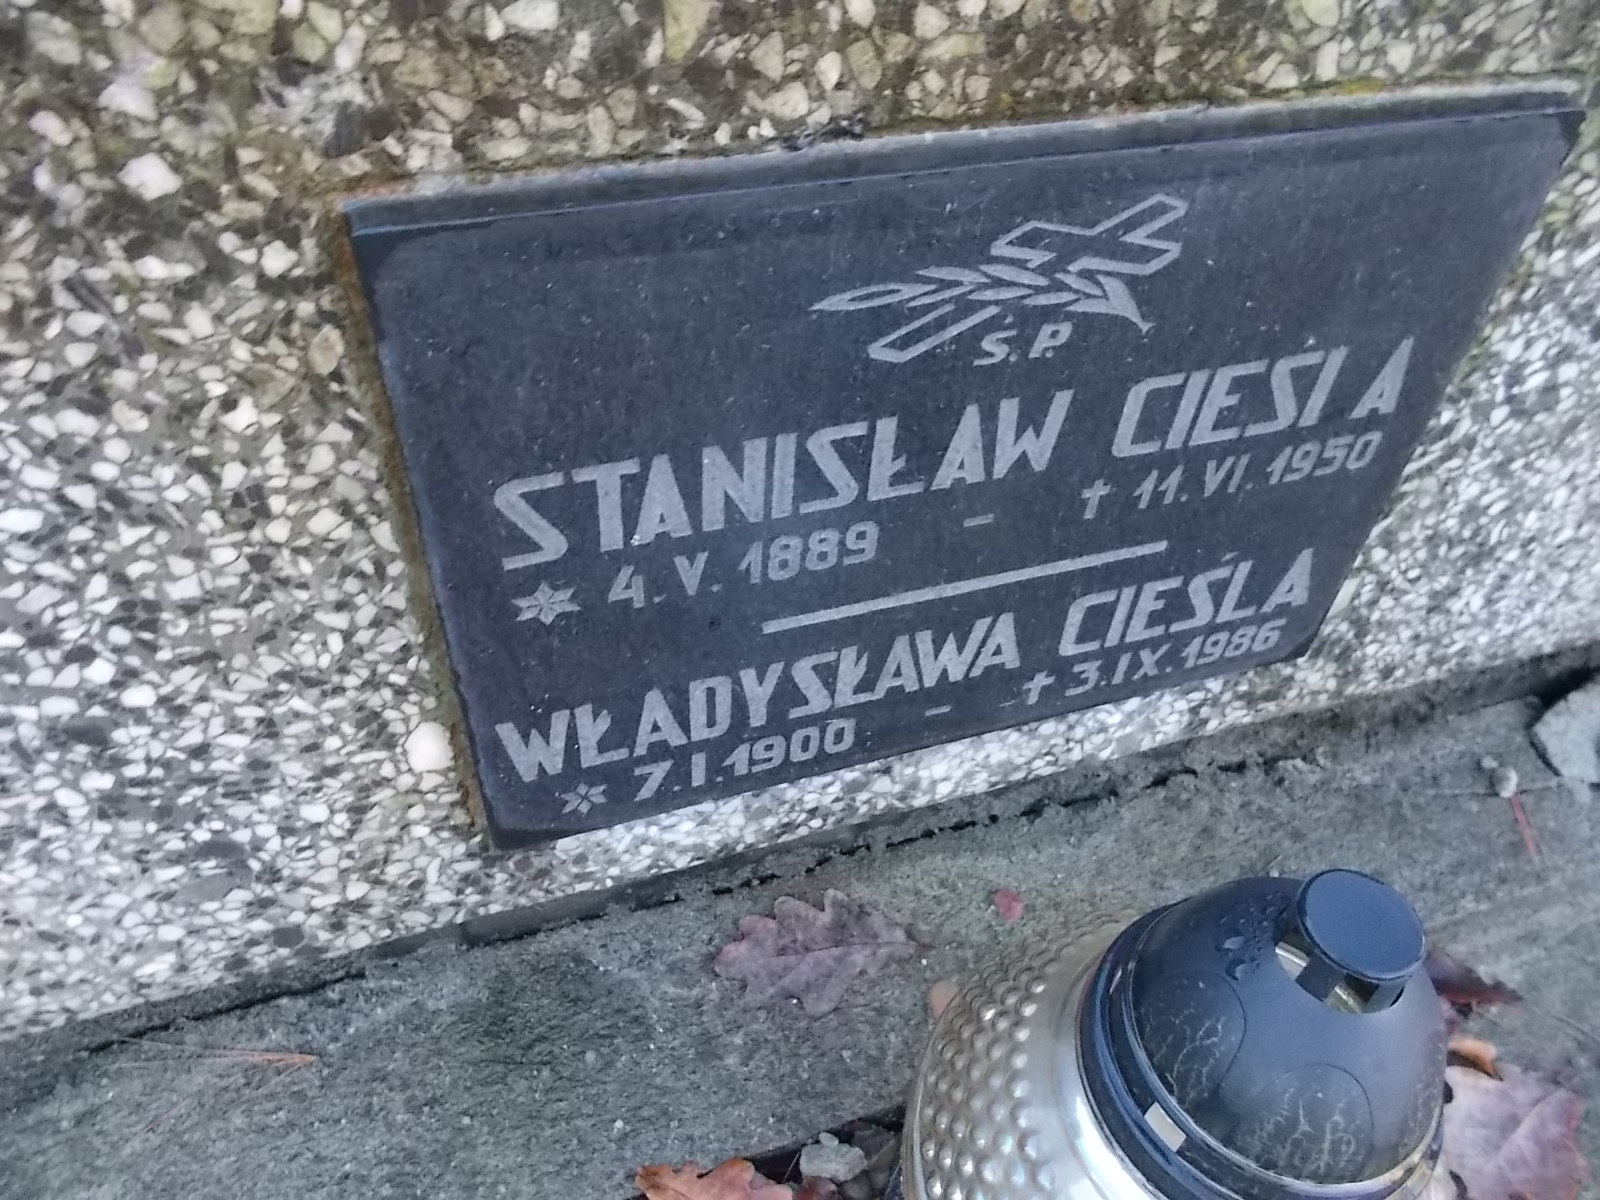 Ś.P.
STANISŁAW CIEŚLA
* 4.V.1889 - † 11.VI.1950
WŁADYSŁAWA CIEŚLA
* 7.I.1900 - † 3.IX.1986